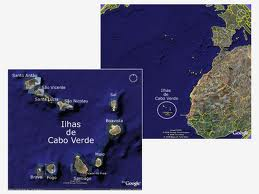 Santo Antão
São Vicente
Santa Luzia
São Nicolau
Sal
Boavista
Ilhas
de
Cabo Verde
Maio
Brava
Fogo
Santiago
Google
Ilhas de
CABO VERDE
Google